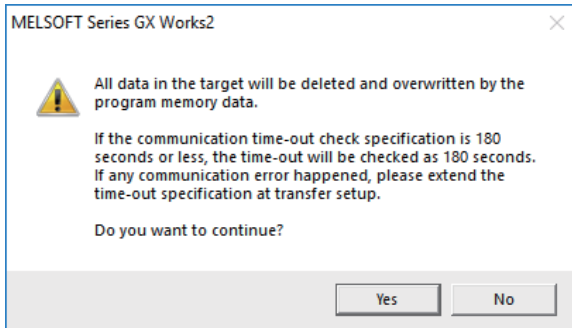 MELSOFT Series GX Works2
All data in the target will be deleted and overwritten by the
program memory data.
If the communication time-out check specification is 180
seconds or less, the time-out will be checked as 180 seconds.
If any communication error happened, please extend the
time-out specification at transfer setup.
Do you want to continue?
Yes
No